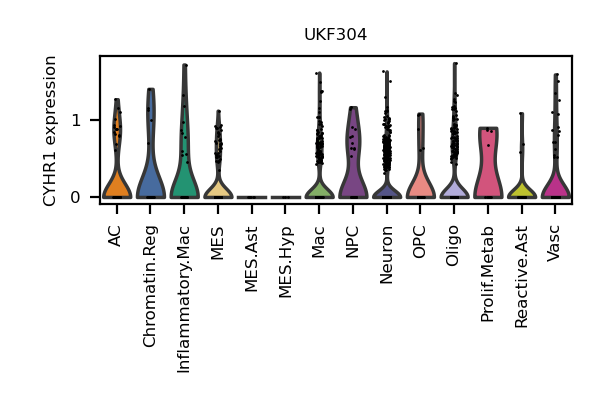 UKF304
CYHR1 expression
1
0
AC
Chromatin.Reg
Inflammatory.Mac
MES
MES.Ast
MES.Hyp
Mac
NPC
Neuron
OPC
Oligo
Prolif.Metab
Reactive.Ast
Vasc